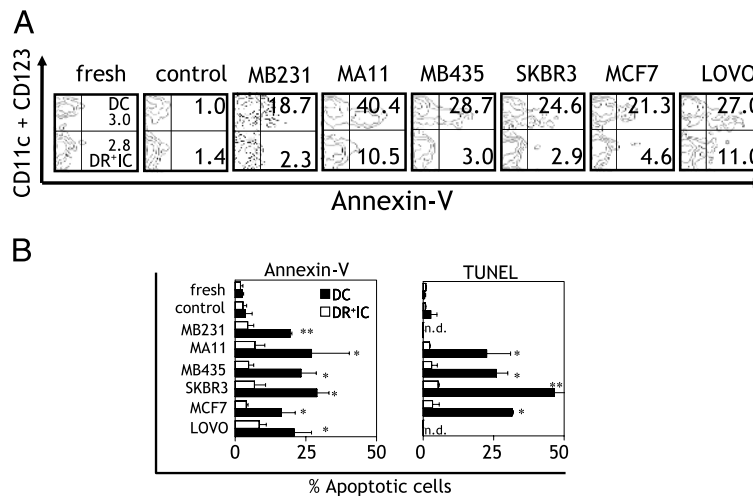 A
CD11c + CD123
fresh control MB231 MA11 MB435 SKBR3 MCF7 LOVO
DC 1.0 18.7 40.4 28.7 24.6 21.3 27.0
3.0
2.8
DR+IC 1.4 2.3 10.5 3.0 2.9 4.6 11.0
Annexin-V
B
Annexin-V TUNEL
DC
DR+IC
fresh
control
MB231 ** n.d.
MA11 * *
MB435 * *
SKBR3 * **
MCF7 * *
LOVO * n.d.
0 25 50 0 25 50
% Apoptotic cells